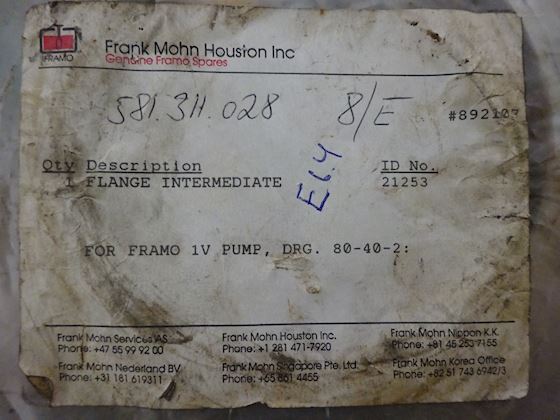 FRAMO
Frank Mohn Houston Inc
Genuine Framo Spares
581.311.028 8/E #892107
Qty Description ID No.
1 FLANGE INTERMEDIATE 21253
E6.4
FOR FRAMO 1V PUMP, DRG. 80-40-2:
Frank Mohn Services AS
Phone: +47 55 99 92 00
Frank Mohn Houston Inc.
Phone: +1 281 471-7920
Frank Mohn Nippon K.K.
Phone: +81 45 253 7155
Frank Mohn Nederland BV
Phone: +31 181 619311
Frank Mohn Singapore Pte. Ltd.
Phone: +65 861 4455
Frank Mohn Korea Office
Phone: +82 51 743 6942/3